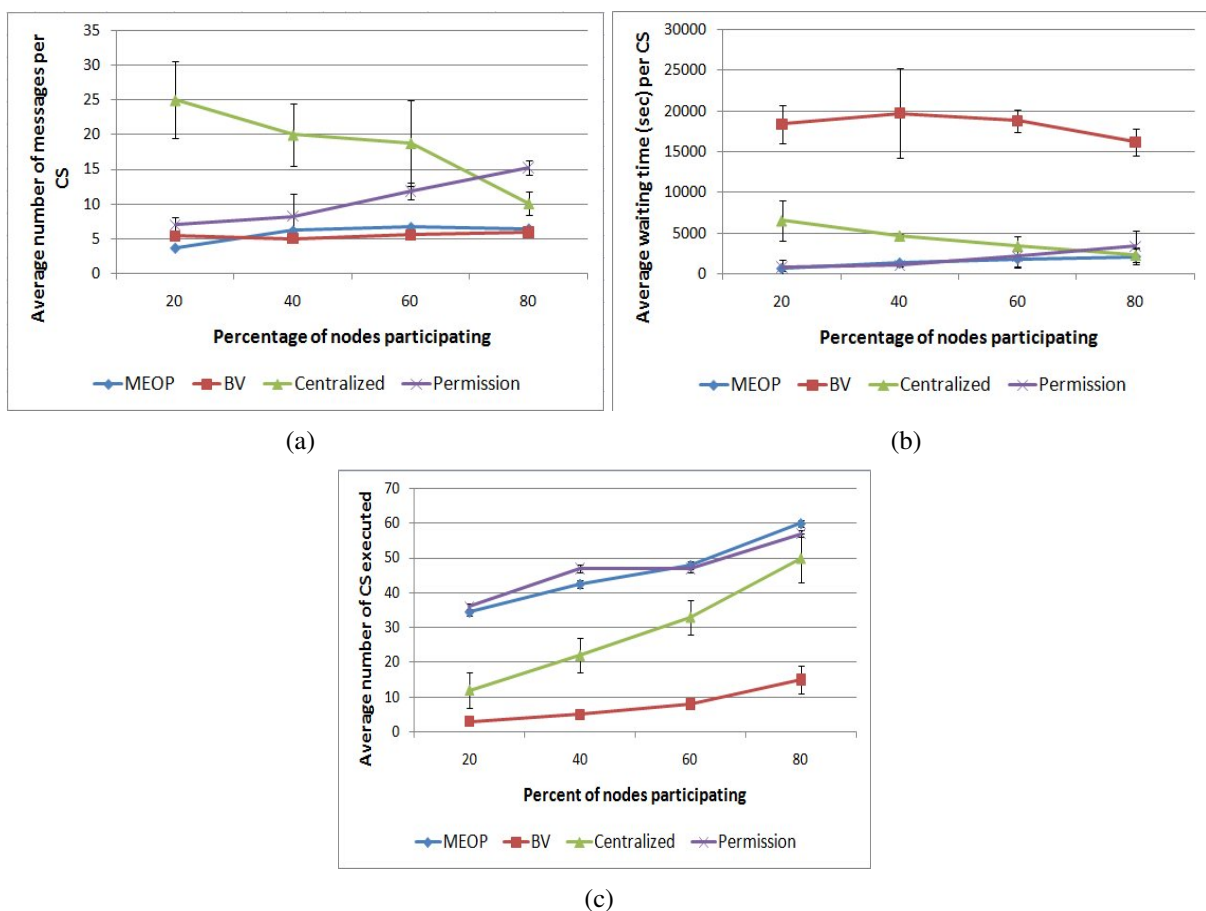 Average number of messages per
CS
35
30
25
20
15
10
5
0
20 40 60 80
Percentage of nodes participating
MEOP BV Centralized Permission
(a)
Average waiting time (sec) per CS
30000
25000
20000
15000
10000
5000
0
20 40 60 80
Percentage of nodes participating
MEOP BV Centralized Permission
(b)
Average number of CS executed
70
60
50
40
30
20
10
0
20 40 60 80
Percent of nodes participating
MEOP BV Centralized Permission
(c)